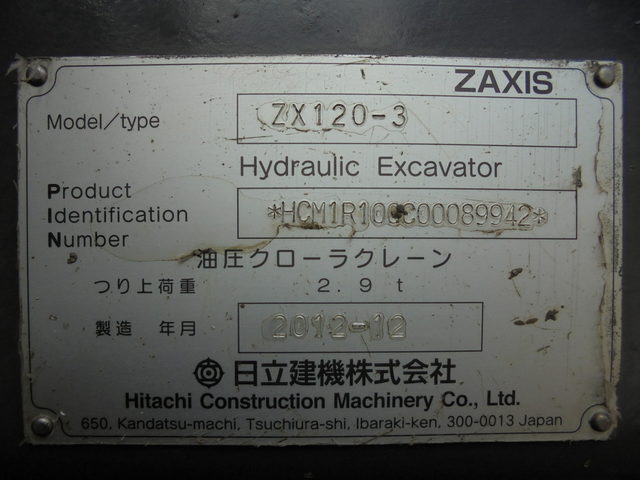 ZAXIS
Model/type ZX120-3
Hydraulic Excavator
Product
Identification
Number
油圧クローラクレーン
つり上荷重 2.9 t
製造 年月 2012-12
日立建機株式会社
Hitachi Construction Machinery Co., Ltd.
650, Kandatsu-machi, Tsuchiura-shi, Ibaraki-ken, 300-0013 Japan